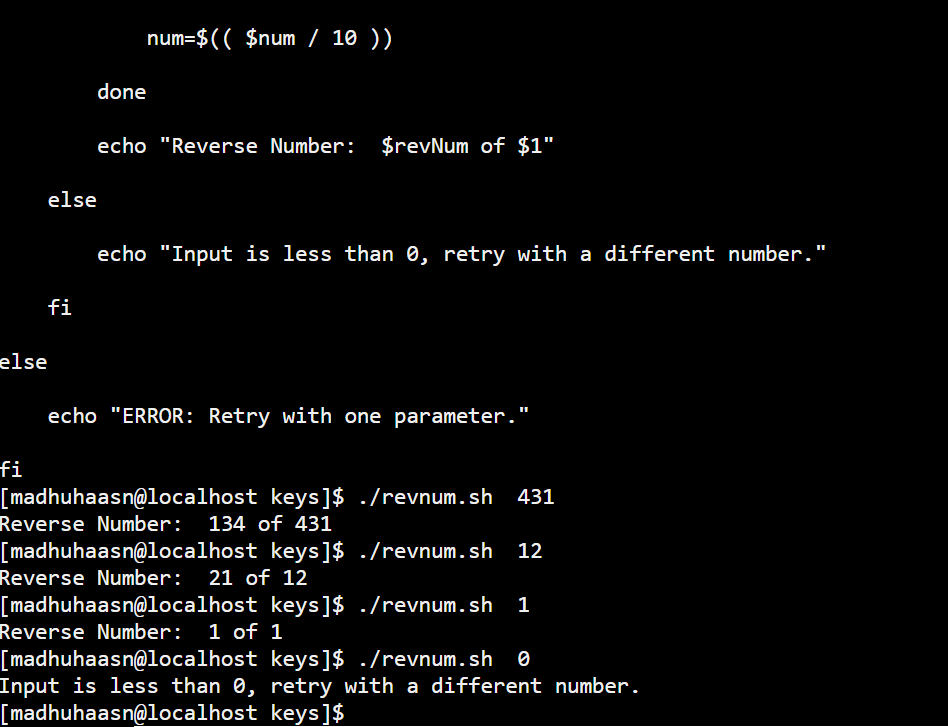 num=$(( $num / 10 ))
        done
        echo "Reverse Number:  $revNum of $1"
    else
        echo "Input is less than 0, retry with a different number."
    fi
else
    echo "ERROR: Retry with one parameter."
fi
[madhuhaasn@localhost keys]$ ./revnum.sh  431
Reverse Number:  134 of 431
[madhuhaasn@localhost keys]$ ./revnum.sh  12
Reverse Number:  21 of 12
[madhuhaasn@localhost keys]$ ./revnum.sh  1
Reverse Number:  1 of 1
[madhuhaasn@localhost keys]$ ./revnum.sh  0
Input is less than 0, retry with a different number.
[madhuhaasn@localhost keys]$